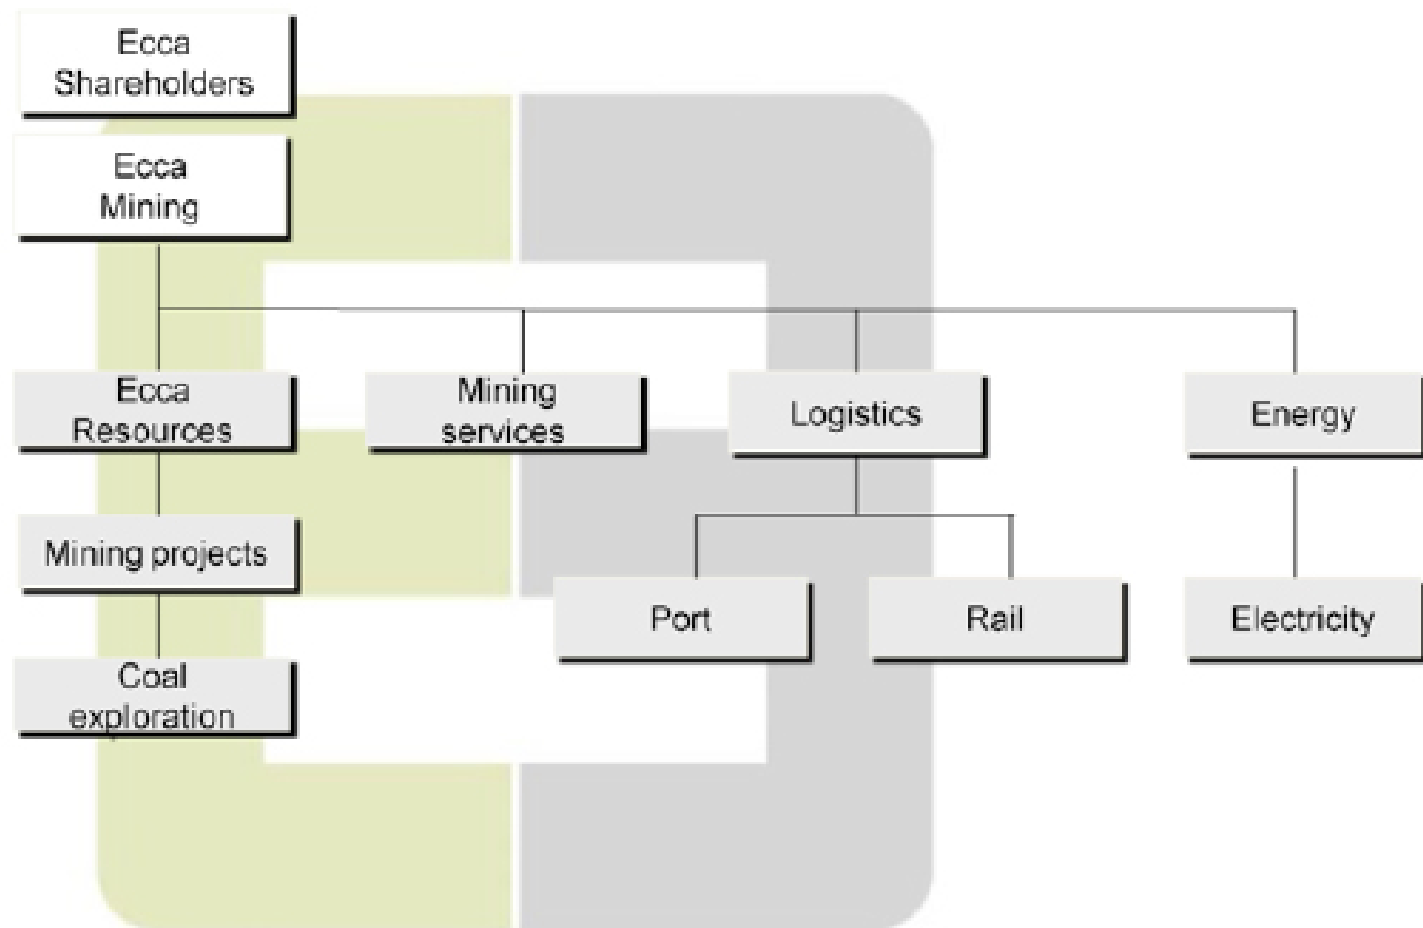 Ecca
Shareholders
Ecca
Mining
Ecca
Resources
Mining
services
Logistics
Energy
Mining projects
Port
Rail
Electricity
Coal
exploration